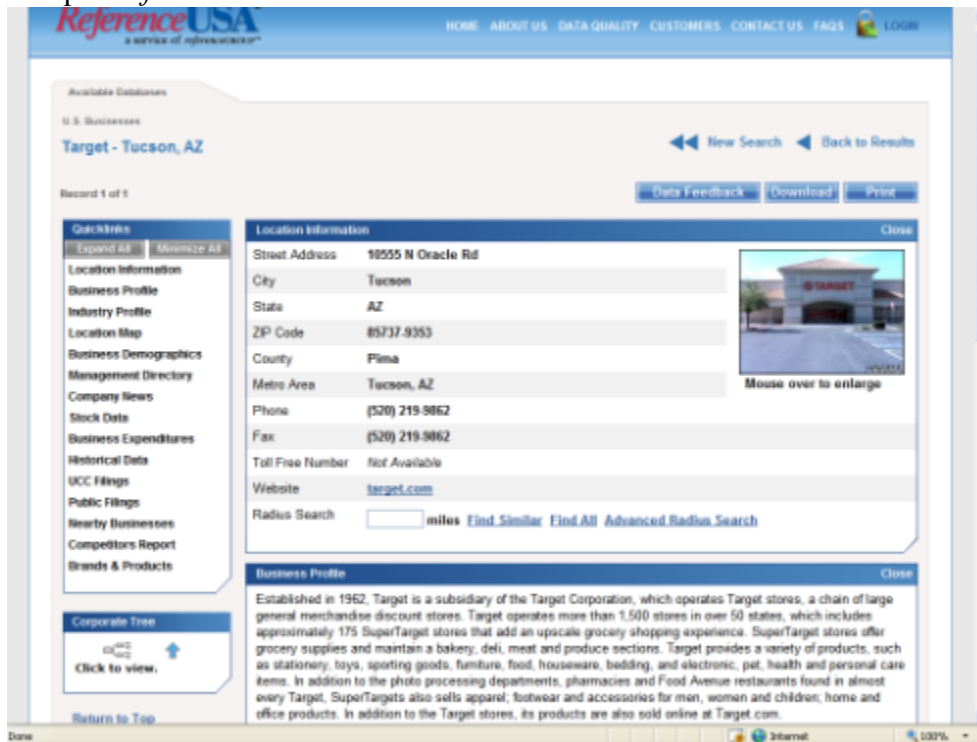 ReferenceUSA
a service of referenceGROUP
HOME ABOUT US DATA QUALITY CUSTOMERS CONTACT US FAQS LOGIN
Available Databases
U.S. Businesses
Target - Tucson, AZ
New Search Back to Results
Record 1 of 1
Data Feedback Download Print
Quicklinks
Expand All Minimize All
Location Information
Business Profile
Industry Profile
Location Map
Business Demographics
Management Directory
Company News
Stock Data
Business Expenditures
Historical Data
UCC Filings
Public Filings
Nearby Businesses
Competitors Report
Brands & Products
Corporate Tree
Click to view.
Return to Top
Location Information Close
Street Address 10555 N Oracle Rd
City Tucson
State AZ
ZIP Code 85737-9353
County Pima
Metro Area Tucson, AZ
Phone (520) 219-9862
Fax (520) 219-9862
Toll Free Number Not Available
Website target.com
Radius Search miles Find Similar Find All Advanced Radius Search
TARGET
Mouse over to enlarge
Business Profile Close
Established in 1962, Target is a subsidiary of the Target Corporation, which operates Target stores, a chain of large
general merchandise discount stores. Target operates more than 1,500 stores in over 50 states, which includes
approximately 175 SuperTarget stores that add an upscale grocery shopping experience. SuperTarget stores offer
grocery supplies and maintain a bakery, deli, meat and produce sections. Target provides a variety of products, such
as stationery, toys, sporting goods, furniture, food, houseware, bedding, and electronic, pet, health and personal care
items. In addition to the photo processing departments, pharmacies and Food Avenue restaurants found in almost
every Target, SuperTargets also sells apparel; footwear and accessories for men, women and children; home and
office products. In addition to the Target stores, its products are also sold online at Target.com.
Done Internet 100%